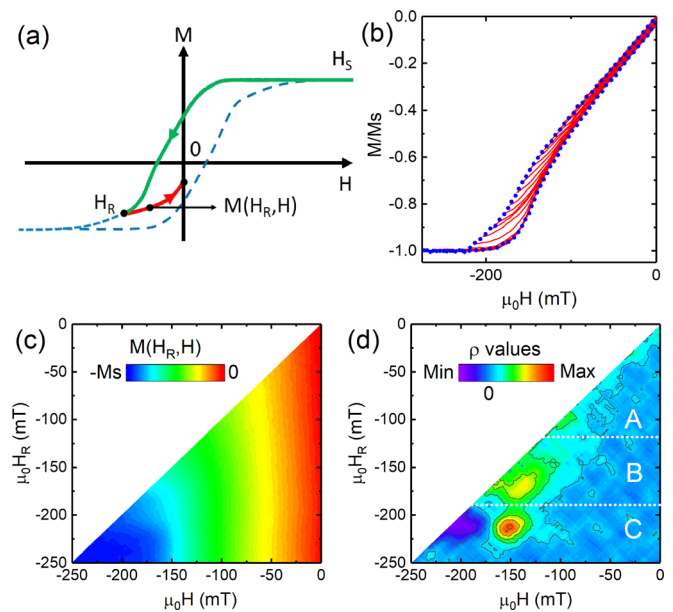 (a)
M
H_S
0
H
H_R
M(H_R,H)
(b)
0.0
-0.2
-0.4
-0.6
-0.8
-1.0
M/Ms
-200
-100
0
μ₀H (mT)
(c)
M(H_R,H)
-Ms
0
0
-50
-100
-150
-200
-250
μ₀H_R (mT)
-250
-200
-150
-100
-50
0
μ₀H (mT)
(d)
ρ values
Min
Max
0
A
B
C
0
-50
-100
-150
-200
-250
μ₀H_R (mT)
-250
-200
-150
-100
-50
0
μ₀H (mT)